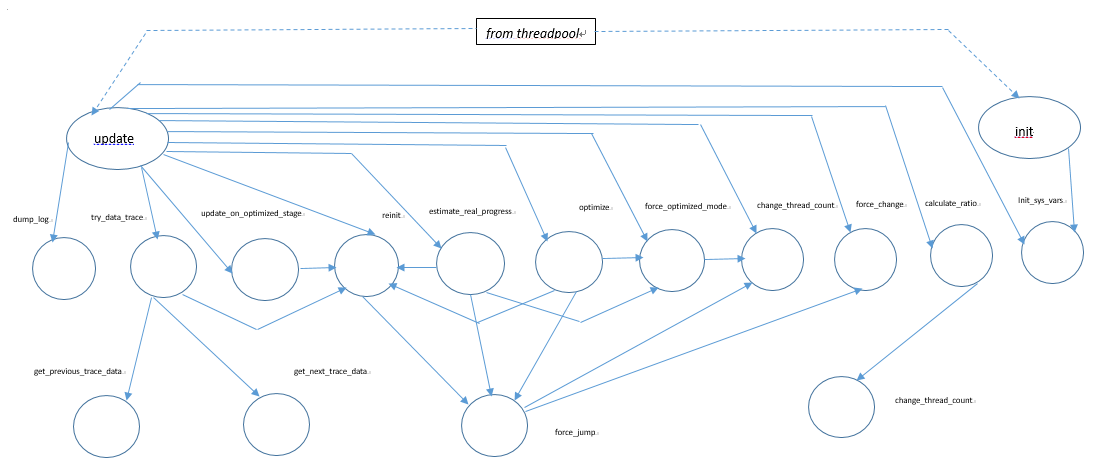 from threadpool
update
init
dump_log
try_data_trace
update_on_optimized_stage
reinit
estimate_real_progress
optimize
force_optimized_mode
change_thread_count
force_change
calculate_ratio
Init_sys_vars
get_previous_trace_data
get_next_trace_data
force_jump
change_thread_count